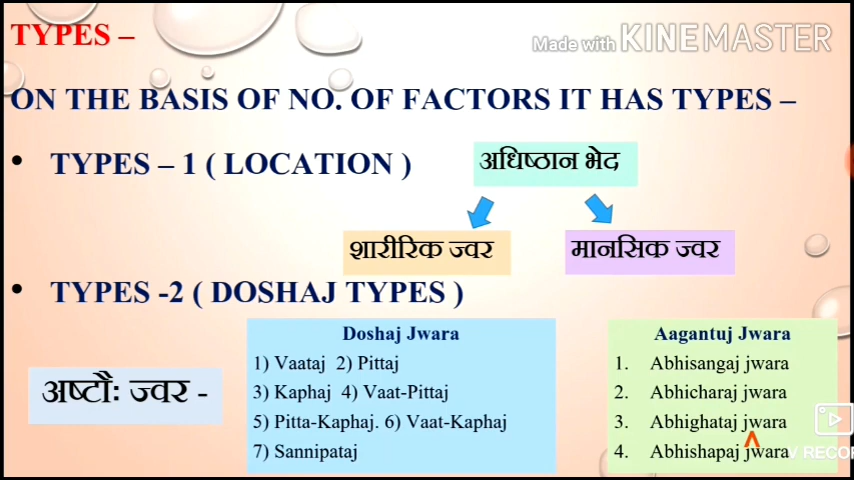 TYPES –
Made with KINEMASTER
ON THE BASIS OF NO. OF FACTORS IT HAS TYPES –
• TYPES – 1 ( LOCATION )
अधिष्ठान भेद
शारीरिक ज्वर
मानसिक ज्वर
• TYPES -2 ( DOSHAJ TYPES )
अष्टौः ज्वर -
Doshaj Jwara
1) Vaataj 2) Pittaj
3) Kaphaj 4) Vaat-Pittaj
5) Pitta-Kaphaj. 6) Vaat-Kaphaj
7) Sannipataj
Aagantuj Jwara
1. Abhisangaj jwara
2. Abhicharaj jwara
3. Abhighataj jwara
4. Abhishapaj jwara
V RECO